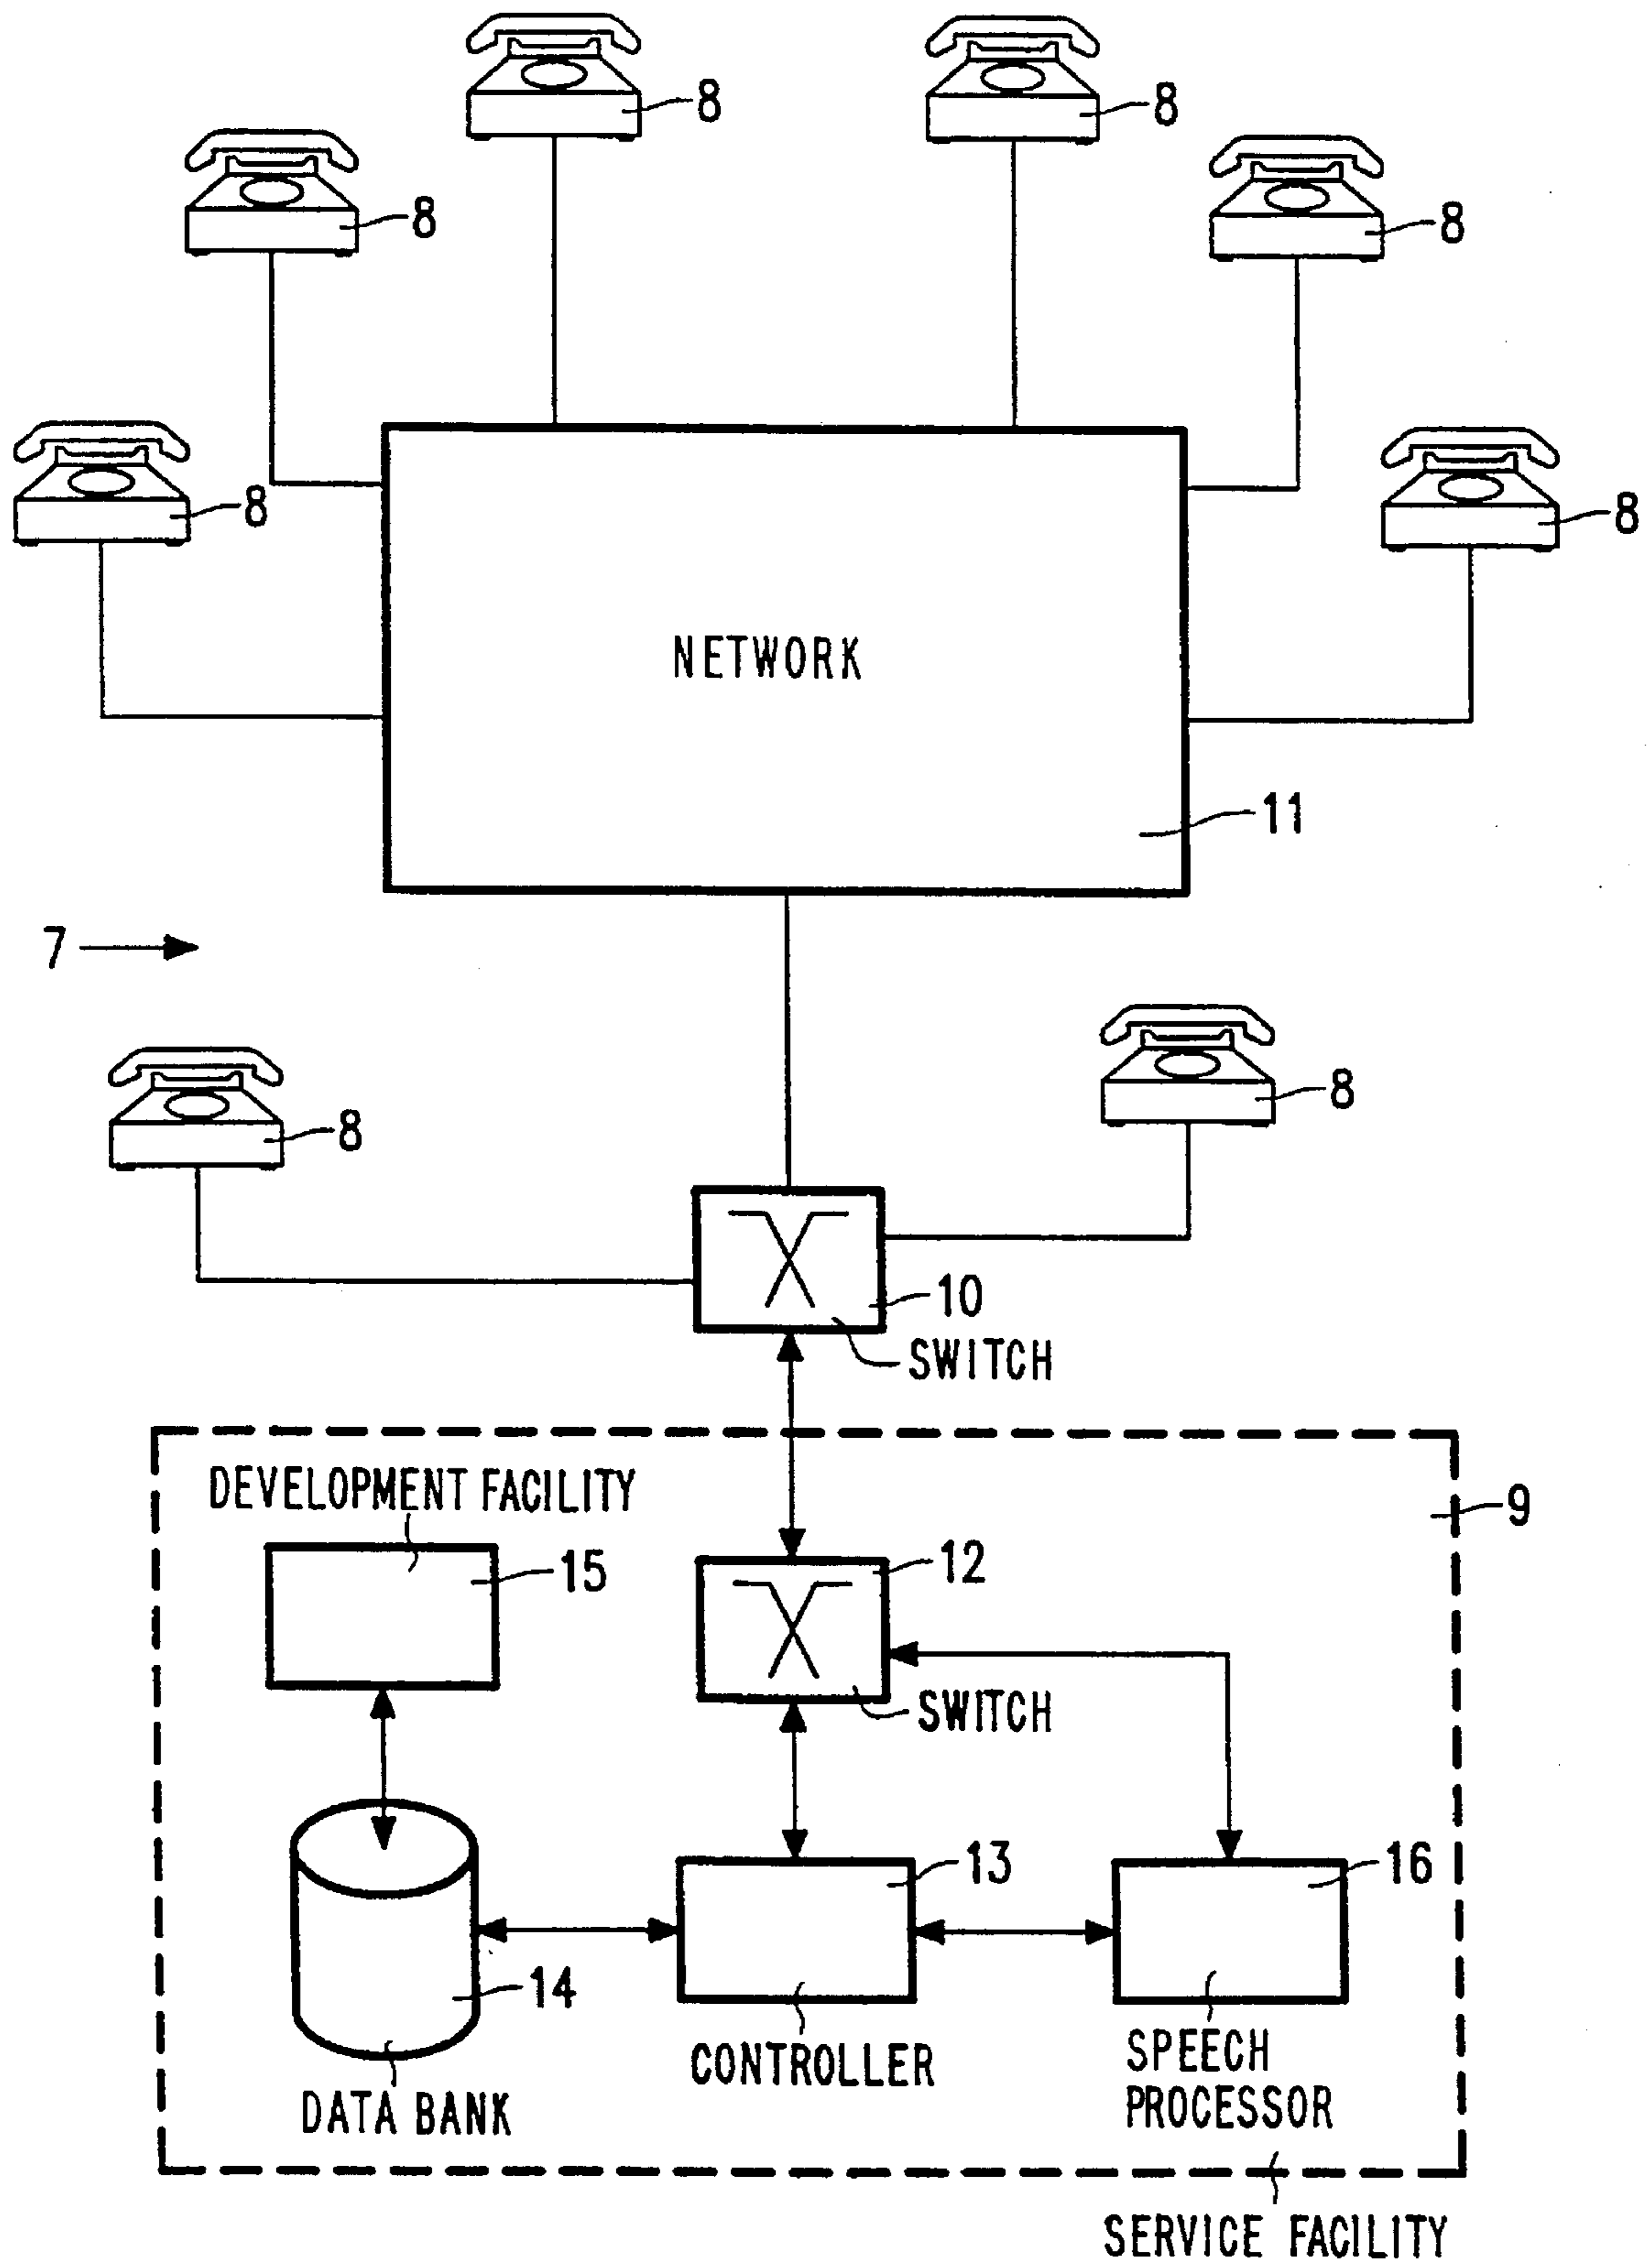 8
8
8
8
8
8
NETWORK
11
7
8
8
10
SWITCH
DEVELOPMENT FACILITY
9
12
15
SWITCH
13
16
14
CONTROLLER
SPEECH
PROCESSOR
DATA BANK
SERVICE FACILITY